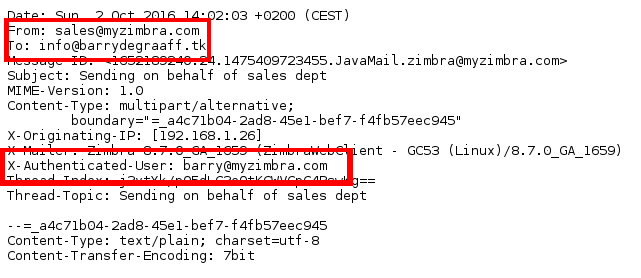 Date: Sun, 2 Oct 2016 14:02:03 +0200 (CEST)
From: sales@myzimbra.com
To: info@barrydegraaff.tk
Message-ID: <1652189240.24.1475409723455.JavaMail.zimbra@myzimbra.com>
Subject: Sending on behalf of sales dept
MIME-Version: 1.0
Content-Type: multipart/alternative;
boundary="=_a4c71b04-2ad8-45e1-bef7-f4fb57eec945"
X-Originating-IP: [192.168.1.26]
X-Mailer: Zimbra 8.7.0_GA_1659 (ZimbraWebClient - GC53 (Linux)/8.7.0_GA_1659)
X-Authenticated-User: barry@myzimbra.com
Thread-Index:
Thread-Topic: Sending on behalf of sales dept
--=_a4c71b04-2ad8-45e1-bef7-f4fb57eec945
Content-Type: text/plain; charset=utf-8
Content-Transfer-Encoding: 7bit